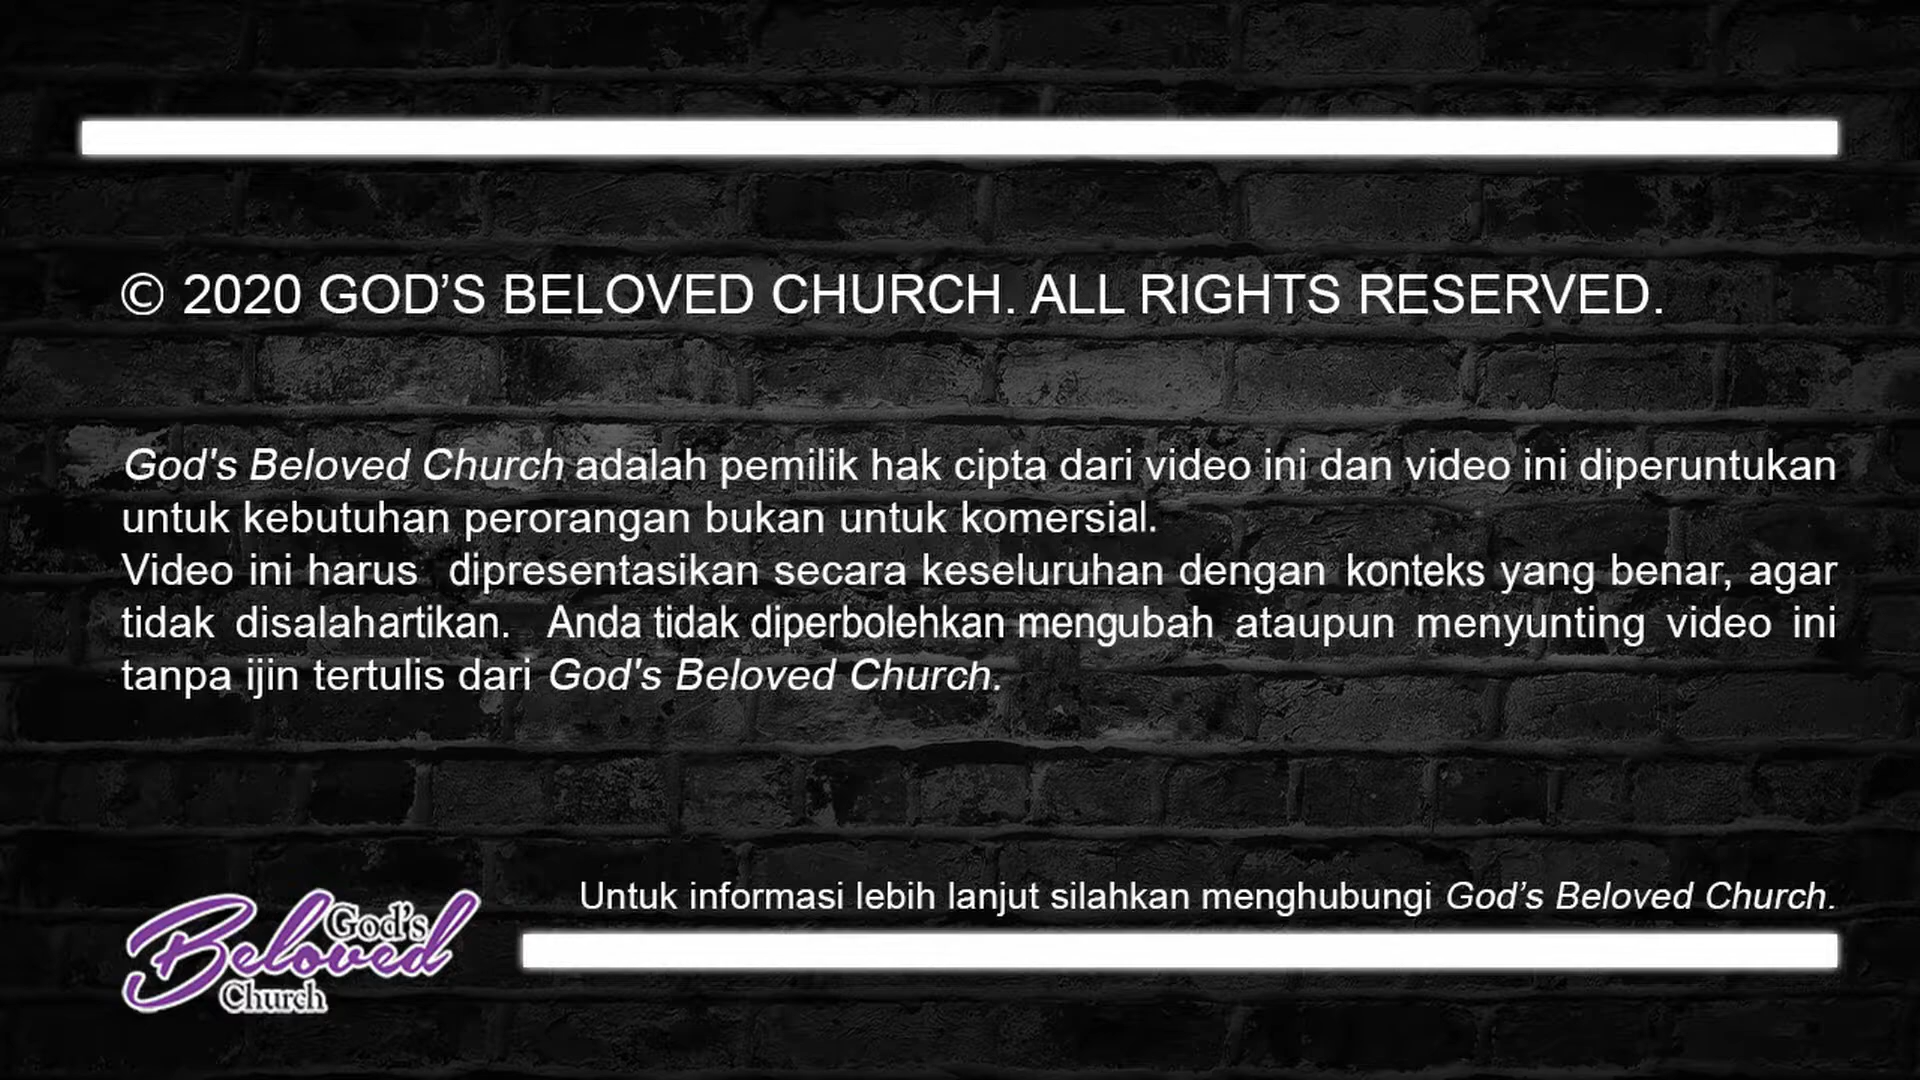 © 2020 GOD’S BELOVED CHURCH. ALL RIGHTS RESERVED.
God's Beloved Church adalah pemilik hak cipta dari video ini dan video ini diperuntukan
untuk kebutuhan perorangan bukan untuk komersial.
Video ini harus dipresentasikan secara keseluruhan dengan konteks yang benar, agar
tidak disalahartikan. Anda tidak diperbolehkan mengubah ataupun menyunting video ini
tanpa ijin tertulis dari God's Beloved Church.
Untuk informasi lebih lanjut silahkan menghubungi God’s Beloved Church.
God's
Beloved
Church